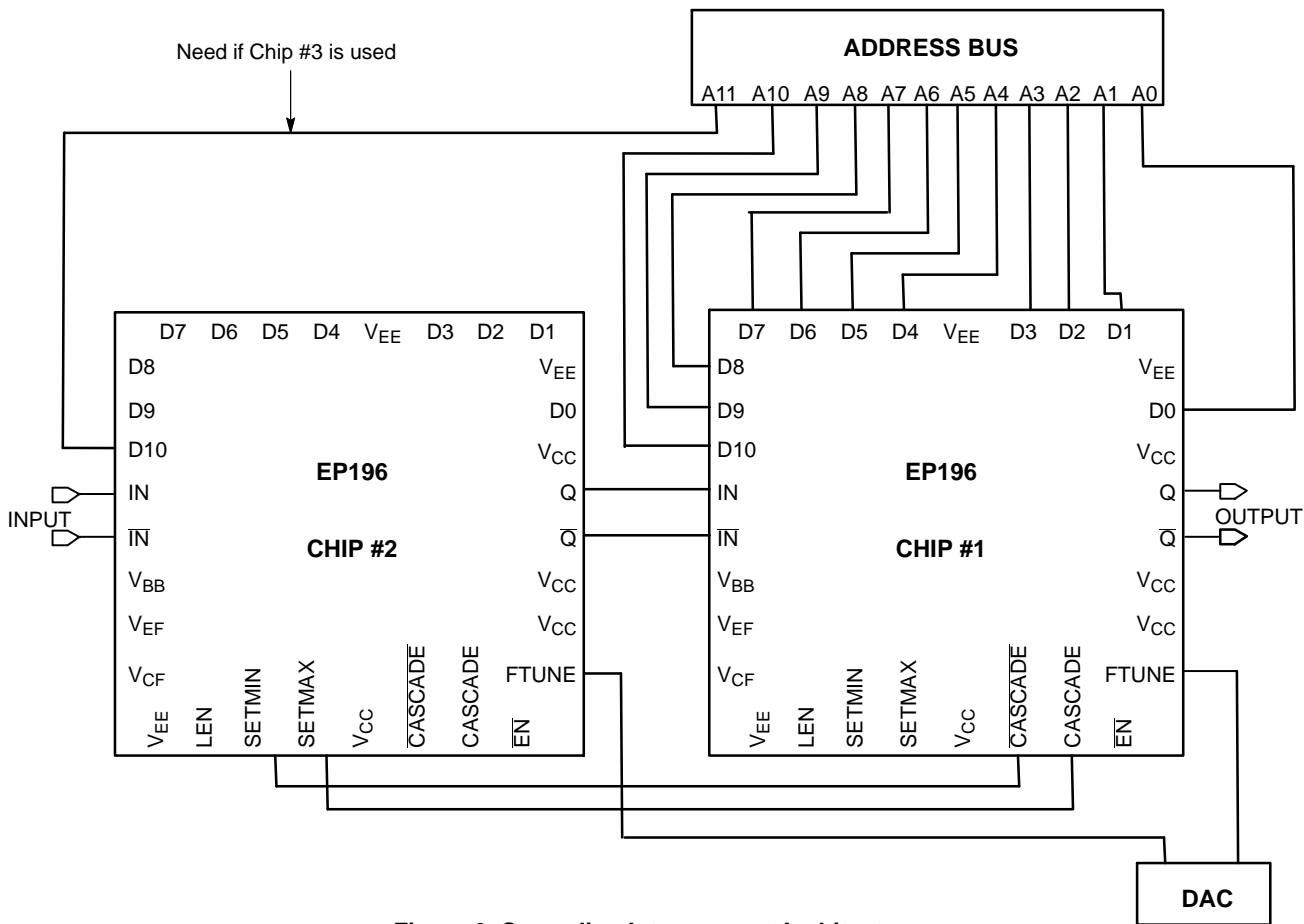 Need if Chip #3 is used
ADDRESS BUS
A11 A10 A9 A8 A7 A6 A5 A4 A3 A2 A1 A0
D7 D6 D5 D4 VEE D3 D2 D1
D8
VEE
D9
D0
D10
VCC
EP196
IN
Q
INPUT
IN
Q
CHIP #2
VBB
VCC
VEF
VCC
VCF
FTUNE
VEE
LEN
SETMIN
SETMAX
VCC
CASCADE
CASCADE
EN
D7 D6 D5 D4 VEE D3 D2 D1
D8
VEE
D9
D0
D10
VCC
EP196
IN
Q
OUTPUT
IN
Q
CHIP #1
VBB
VCC
VEF
VCC
VCF
FTUNE
VEE
LEN
SETMIN
SETMAX
VCC
CASCADE
CASCADE
EN
DAC